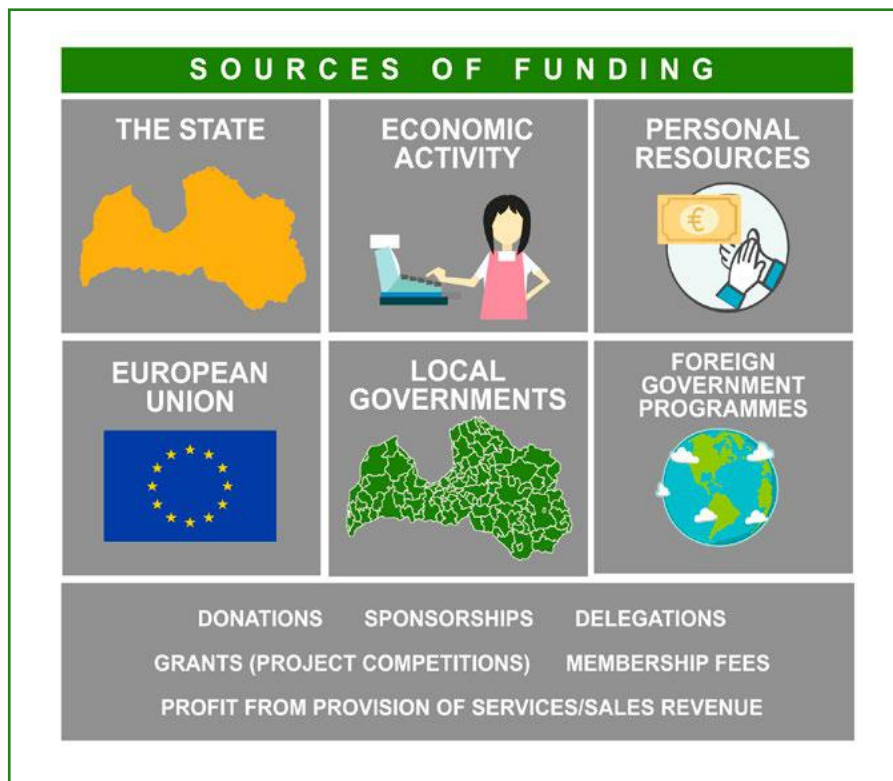 SOURCES OF FUNDING
THE STATE
ECONOMIC
ACTIVITY
PERSONAL
RESOURCES
€
EUROPEAN
UNION
LOCAL
GOVERNMENTS
FOREIGN
GOVERNMENT
PROGRAMMES
DONATIONS SPONSORSHIPS DELEGATIONS
GRANTS (PROJECT COMPETITIONS) MEMBERSHIP FEES
PROFIT FROM PROVISION OF SERVICES/SALES REVENUE